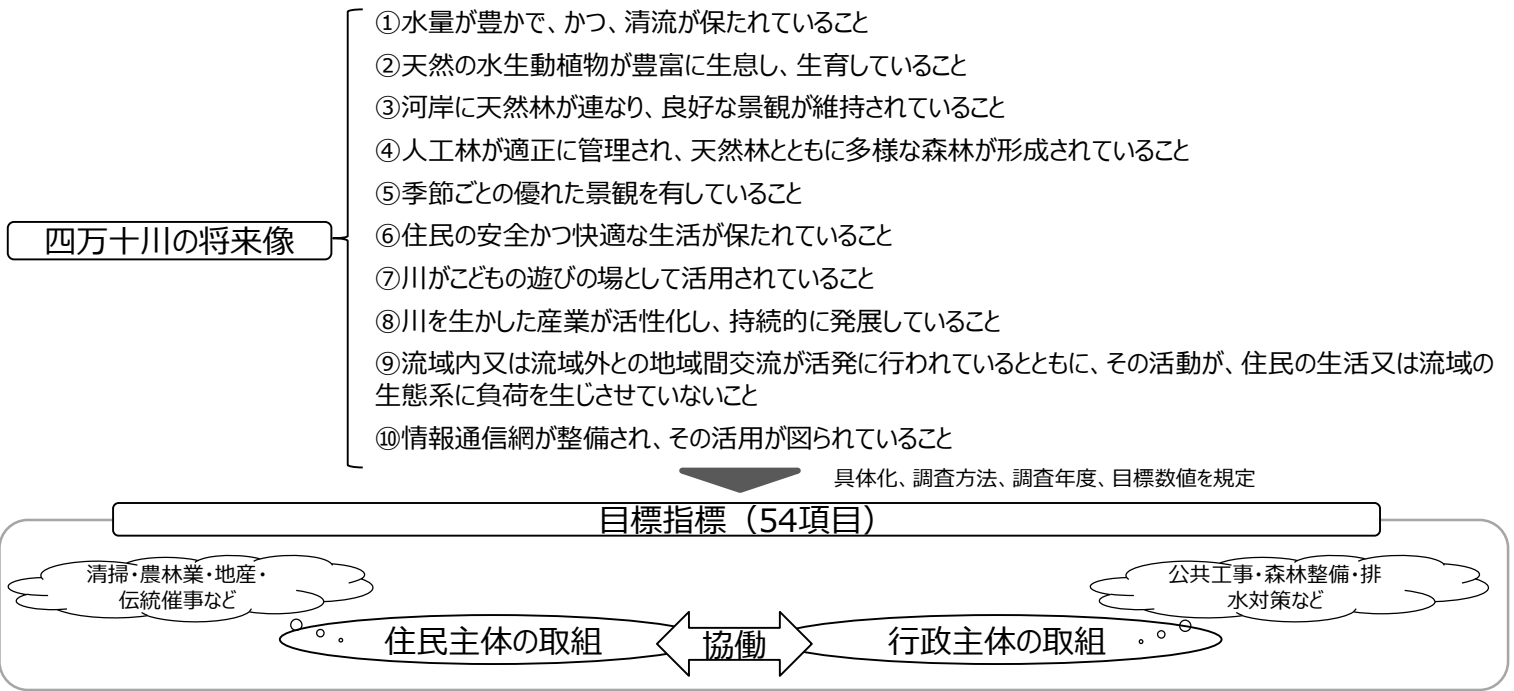 ①水量が豊かで、かつ、清流が保たれていること
②天然の水生動植物が豊富に生息し、生育していること
③河岸に天然林が連なり、良好な景観が維持されていること
④人工林が適正に管理され、天然林とともに多様な森林が形成されていること
⑤季節ごとの優れた景観を有していること
四万十川の将来像
⑥住民の安全かつ快適な生活が保たれていること
⑦川がこどもの遊びの場として活用されていること
⑧川を生かした産業が活性化し、持続的に発展していること
⑨流域内又は流域外との地域間交流が活発に行われているとともに、その活動が、住民の生活又は流域の
生態系に負荷を生じさせていないこと
⑩情報通信網が整備され、その活用が図られていること
具体化、調査方法、調査年度、目標数値を規定
目標指標（54項目）
清掃・農林業・地産・
伝統催事など
公共工事・森林整備・排
水対策など
住民主体の取組
協働
行政主体の取組